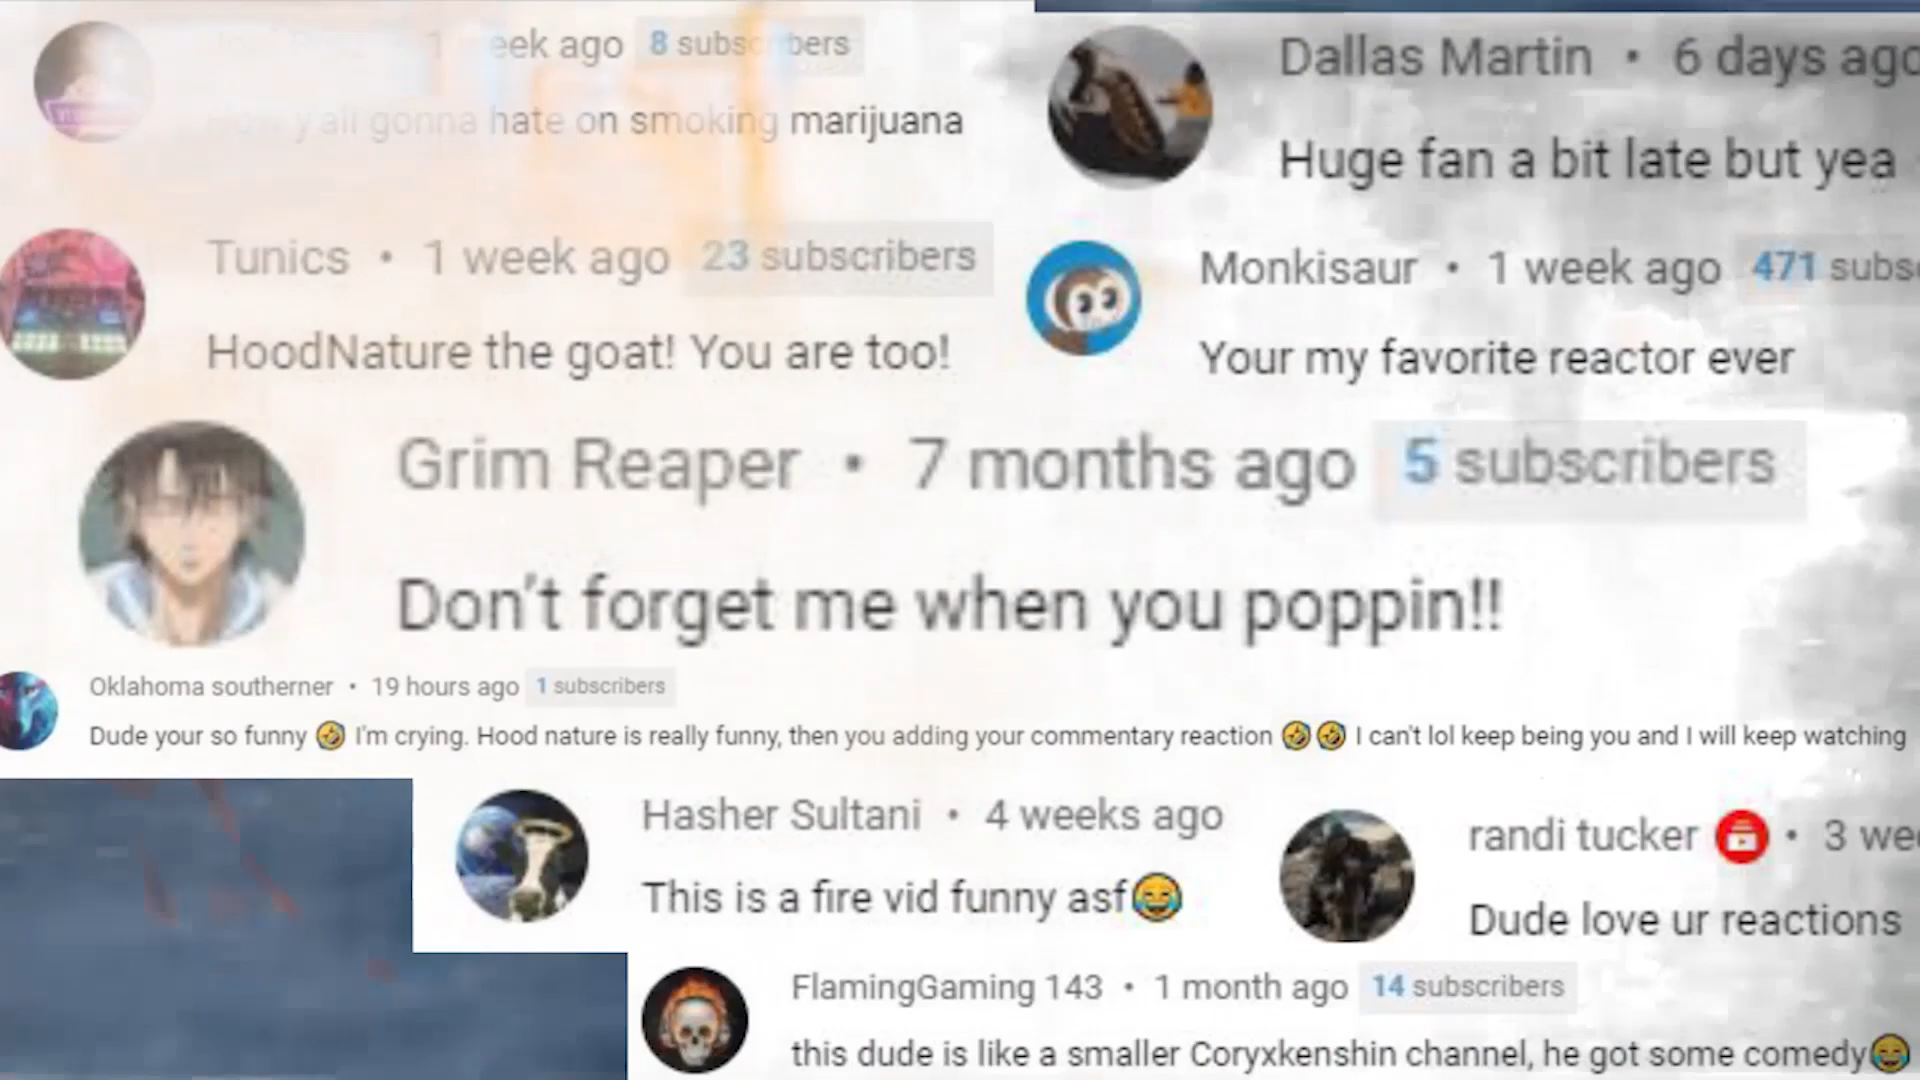 1 week ago 8 subscribers
y'all gonna hate on smoking marijuana
Dallas Martin • 6 days ago
Huge fan a bit late but yea
Tunics • 1 week ago 23 subscribers
HoodNature the goat! You are too!
Monkisaur • 1 week ago 471 subs
Your my favorite reactor ever
Grim Reaper • 7 months ago 5 subscribers
Don't forget me when you poppin!!
Oklahoma southerner • 19 hours ago 1 subscribers
Dude your so funny 🤣 I'm crying. Hood nature is really funny, then you adding your commentary reaction 🤣🤣 I can't lol keep being you and I will keep watching
Hasher Sultani • 4 weeks ago
This is a fire vid funny asf😂
randi tucker • 3 wee
Dude love ur reactions
FlamingGaming 143 • 1 month ago 14 subscribers
this dude is like a smaller Coryxkenshin channel, he got some comedy😂